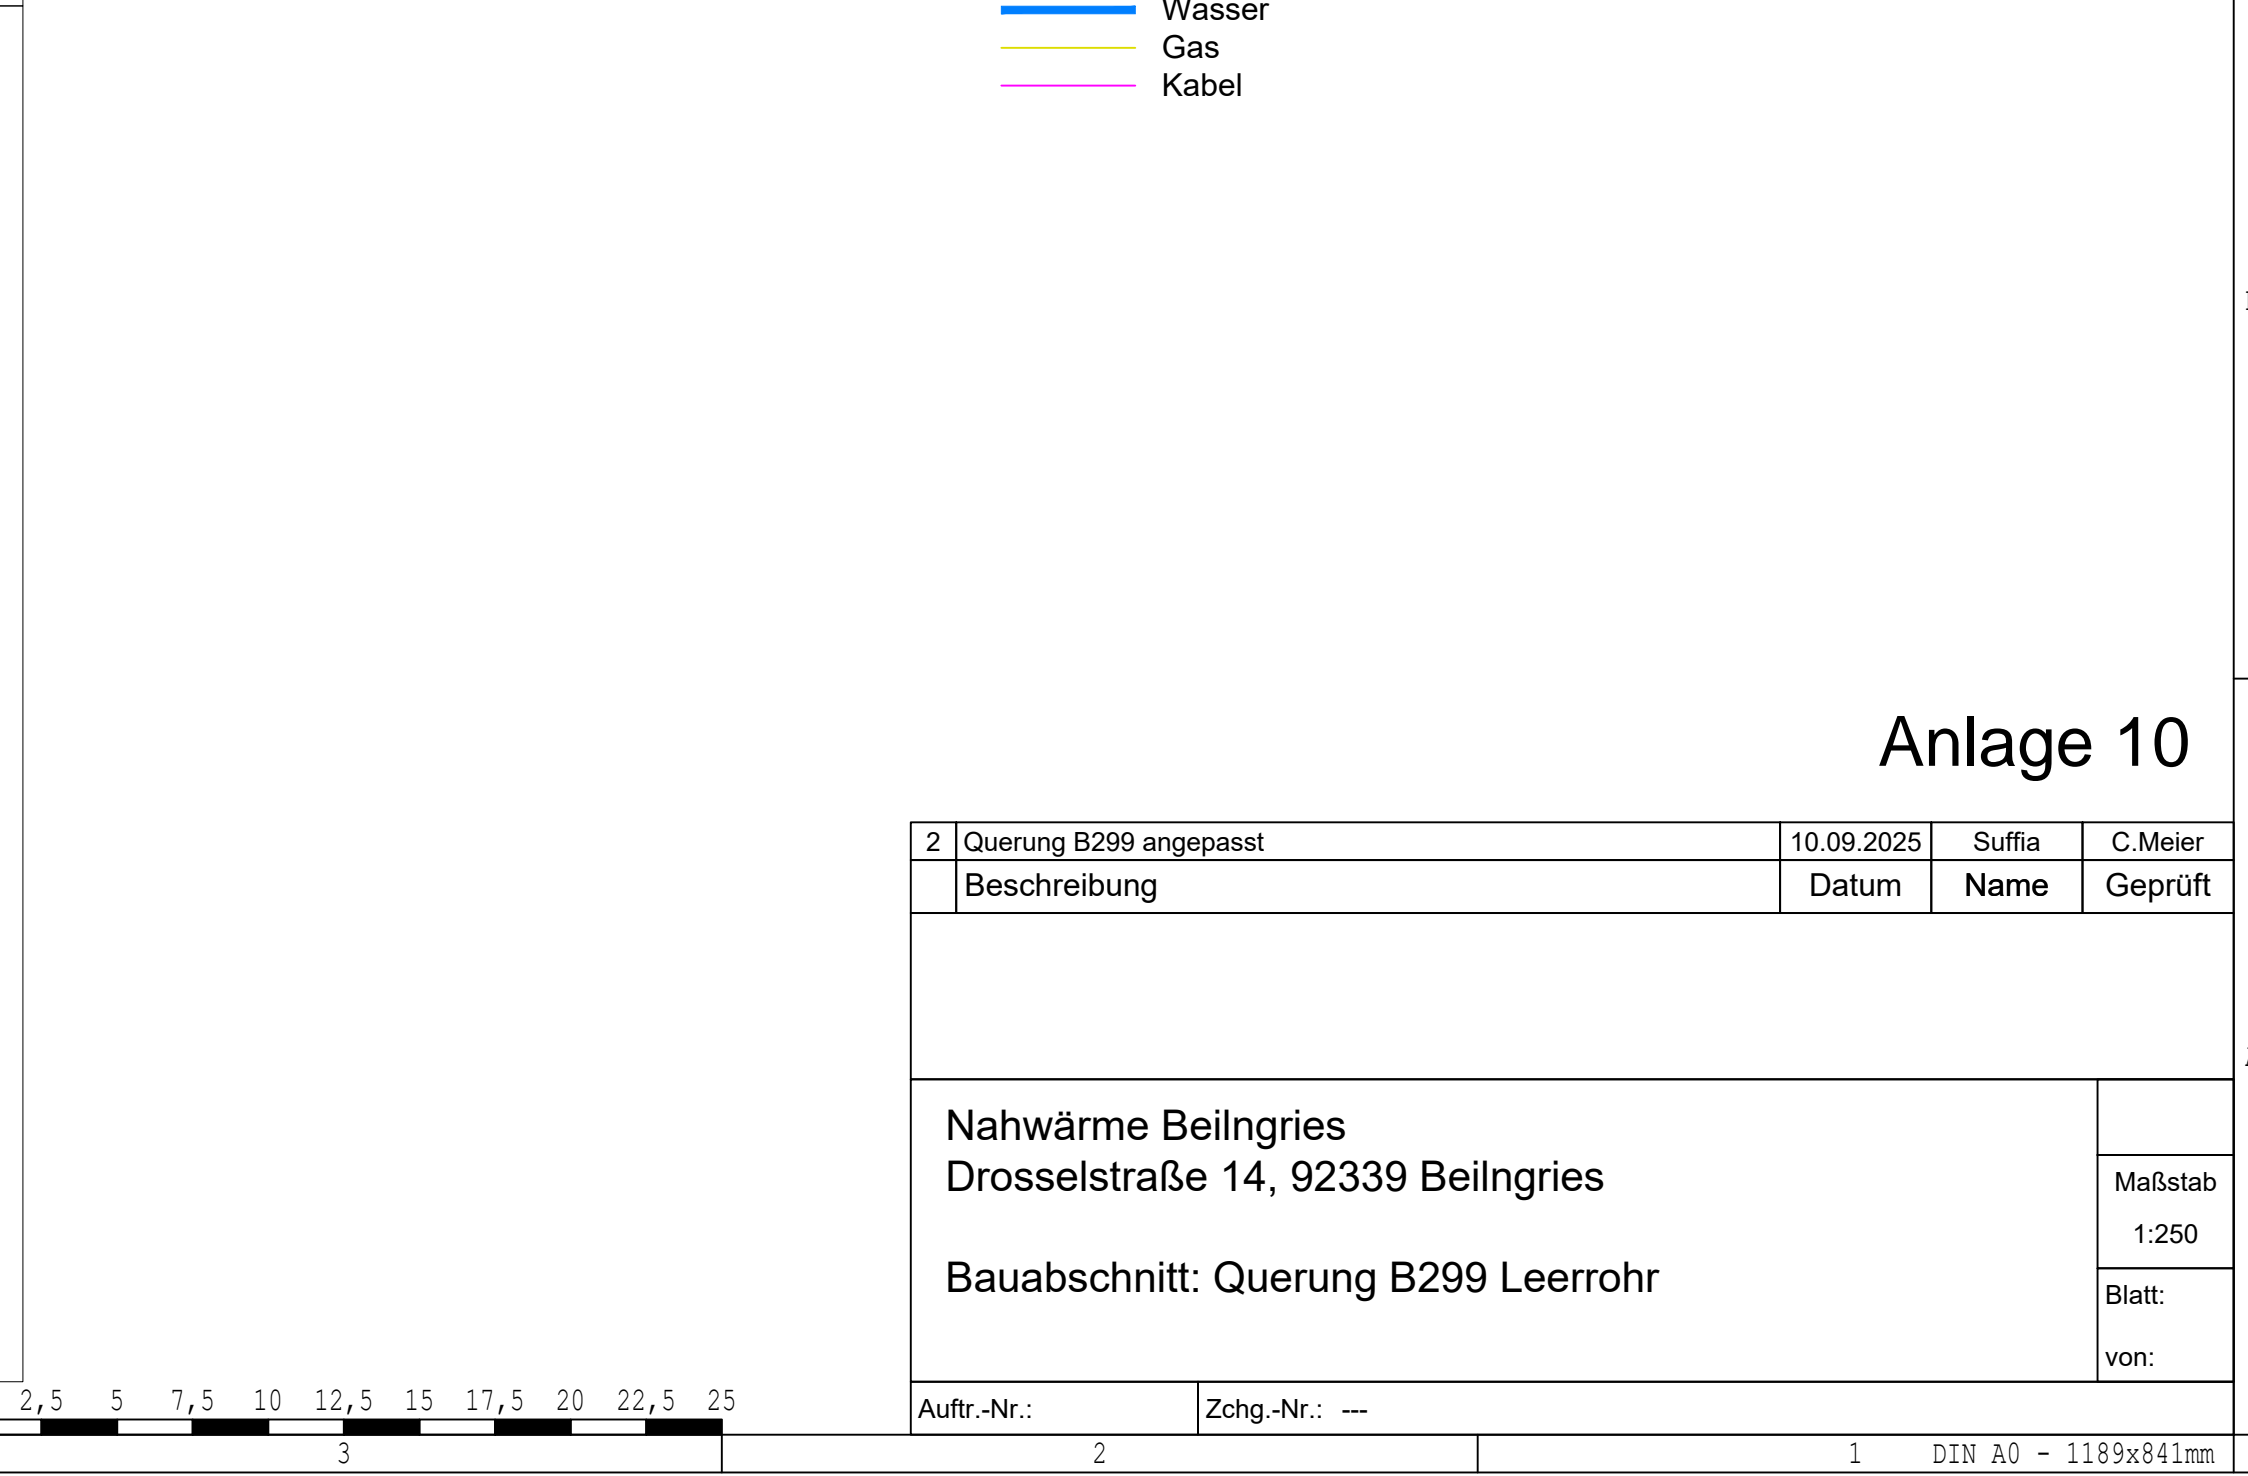 Wasser
Gas
Kabel
Anlage 10
2 Querung B299 angepasst 10.09.2025 Suffia C.Meier
Beschreibung Datum Name Geprüft
Nahwärme Beilngries
Drosselstraße 14, 92339 Beilngries
Maßstab
1:250
Bauabschnitt: Querung B299 Leerrohr
Blatt:
von:
2,5 5 7,5 10 12,5 15 17,5 20 22,5 25
Auftr.-Nr.: Zchg.-Nr.: ---
3 2 1 DIN A0 - 1189x841mm